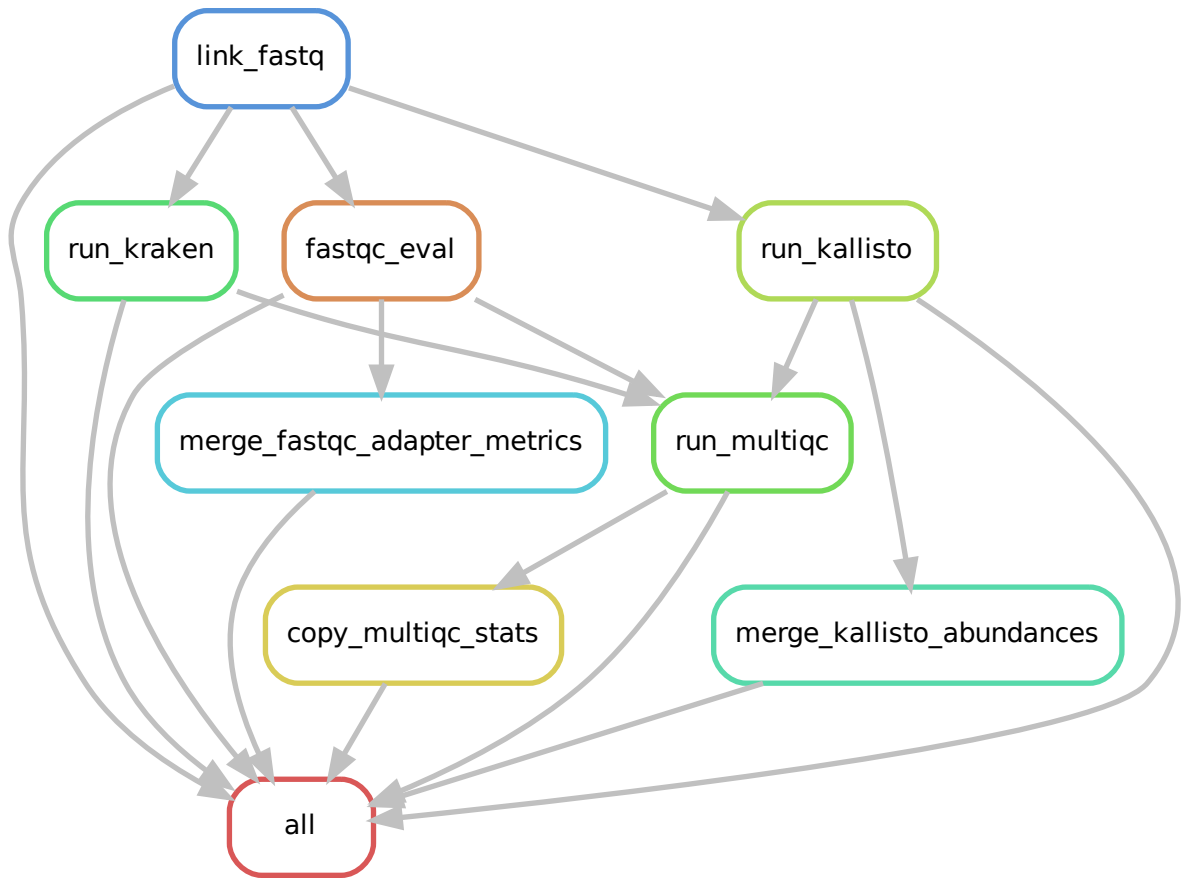 link_fastq
run_kraken
fastqc_eval
run_kallisto
merge_fastqc_adapter_metrics
run_multiqc
copy_multiqc_stats
merge_kallisto_abundances
all